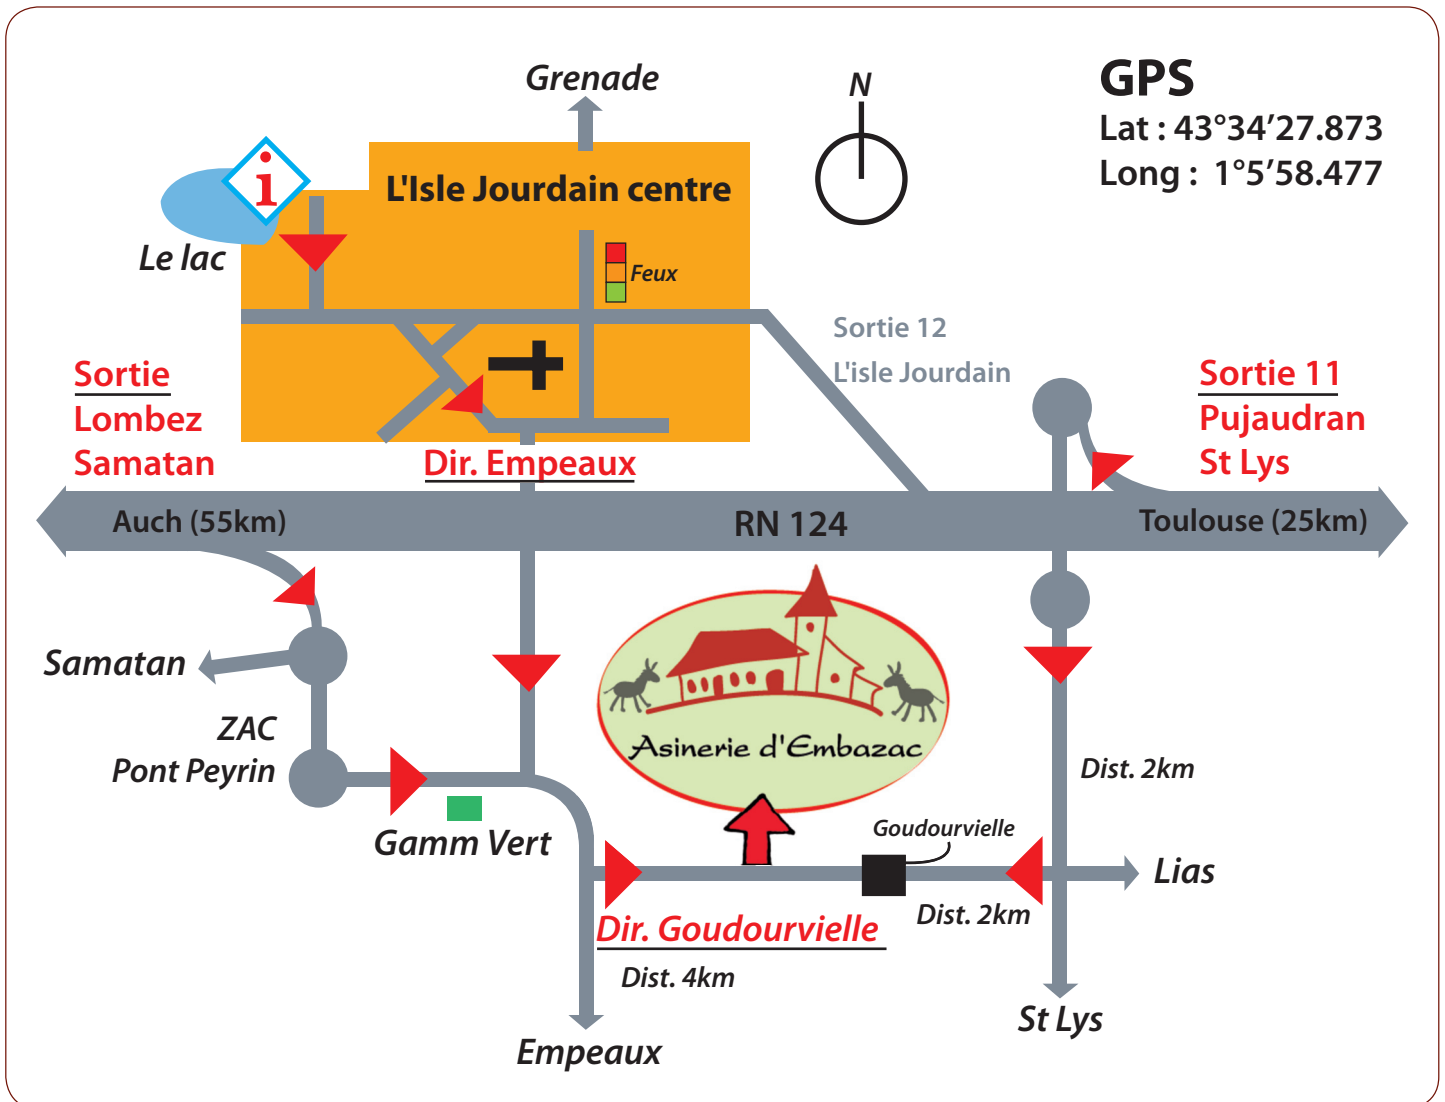 Grenade
N
GPS
Lat : 43°34’27.873
Long :  1°5’58.477
i
L'Isle Jourdain centre
Le lac
Feux
Sortie 12
L'isle Jourdain
Sortie
Lombez
Samatan
Sortie 11
Pujaudran
St Lys
Dir. Empeaux
Auch (55km)
RN 124
Toulouse (25km)
Samatan
ZAC
Pont Peyrin
Asinerie d'Embazac
Dist. 2km
Gamm Vert
Goudourvielle
Lias
Dir. Goudourvielle
Dist. 2km
Dist. 4km
St Lys
Empeaux